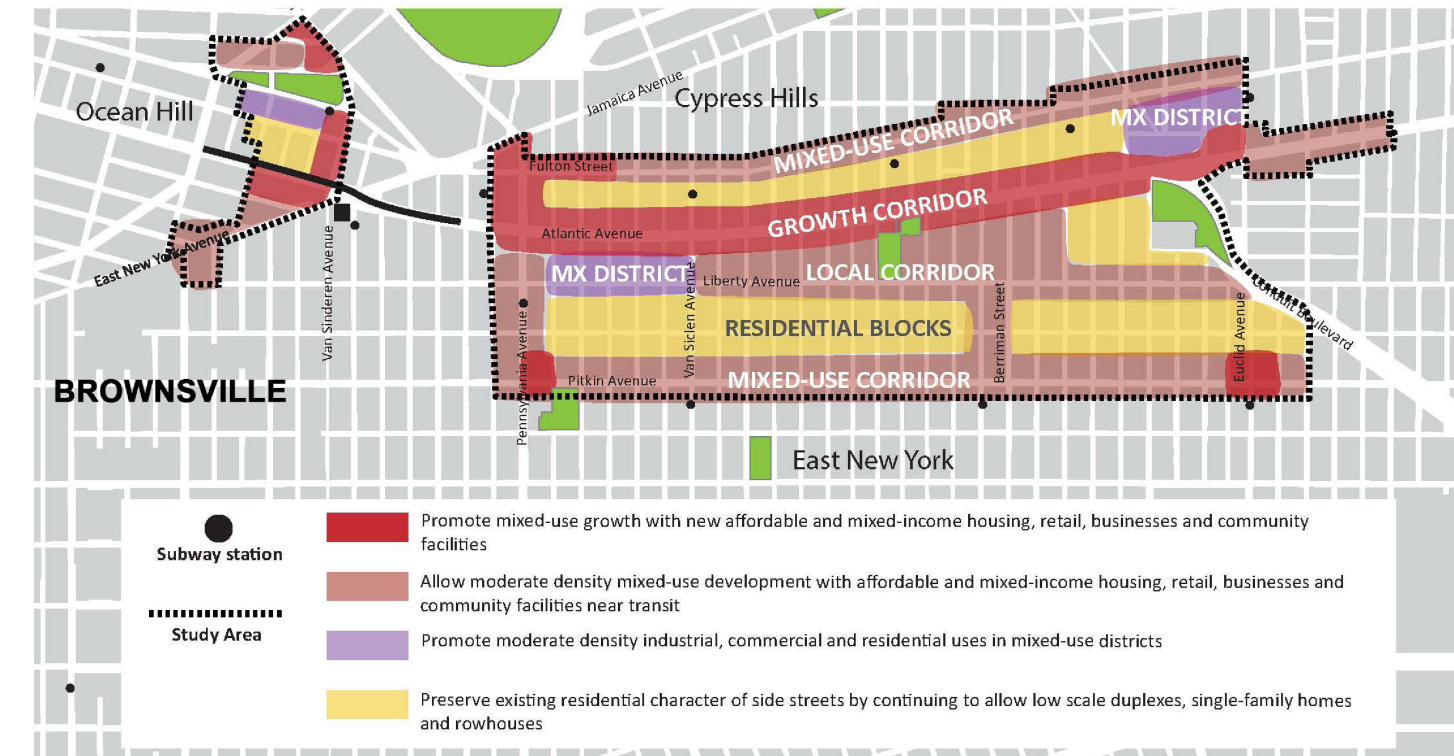 Ocean Hill
Jamaica Avenue
Cypress Hills
MIXED-USE CORRIDOR
MX DISTRICT
Fulton Street
GROWTH CORRIDOR
Atlantic Avenue
East New York Avenue
Van Sinderen Avenue
MX DISTRICT
Liberty Avenue
LOCAL CORRIDOR
Conduit Boulevard
Pennsylvania Avenue
Van Siclen Avenue
RESIDENTIAL BLOCKS
Berriman Street
Euclid Avenue
BROWNSVILLE
Pitkin Avenue
MIXED-USE CORRIDOR
East New York
Subway station
Study Area
Promote mixed-use growth with new affordable and mixed-income housing, retail, businesses and community
facilities
Allow moderate density mixed-use development with affordable and mixed-income housing, retail, businesses and
community facilities near transit
Promote moderate density industrial, commercial and residential uses in mixed-use districts
Preserve existing residential character of side streets by continuing to allow low scale duplexes, single-family homes
and rowhouses